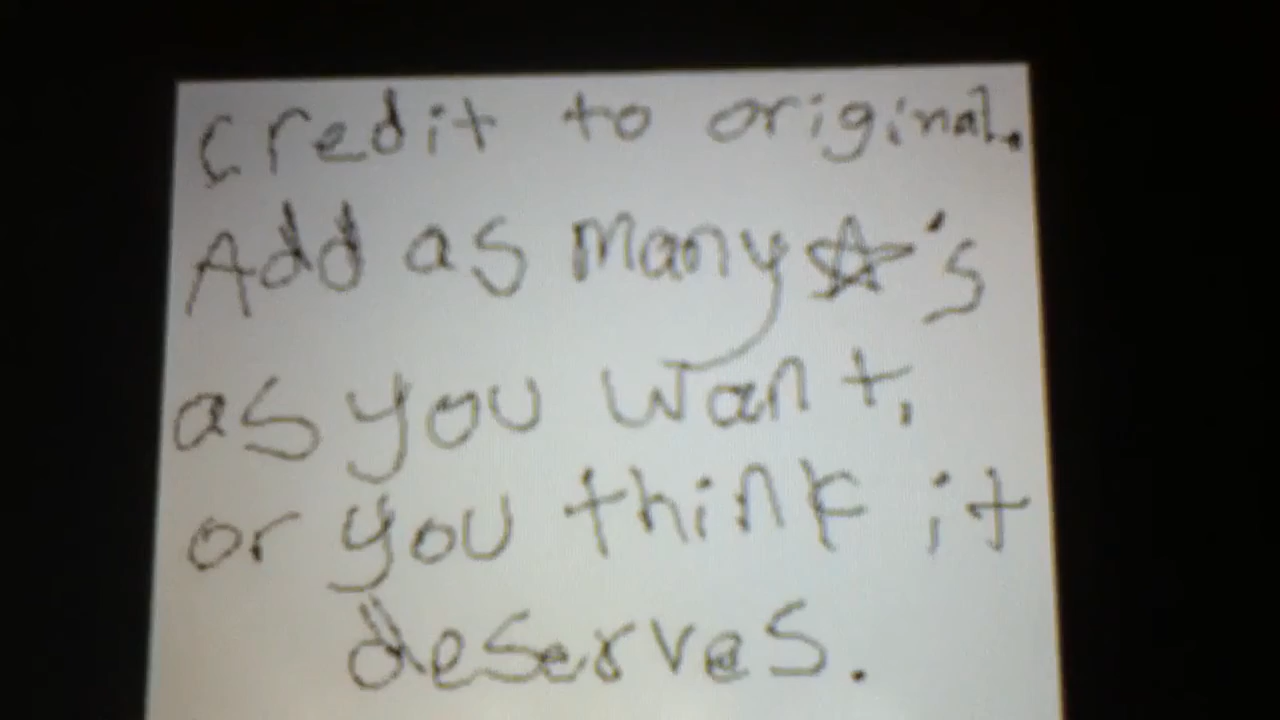 credit to original.
Add as many ☆'s
as you want,
or you think it
deserves.